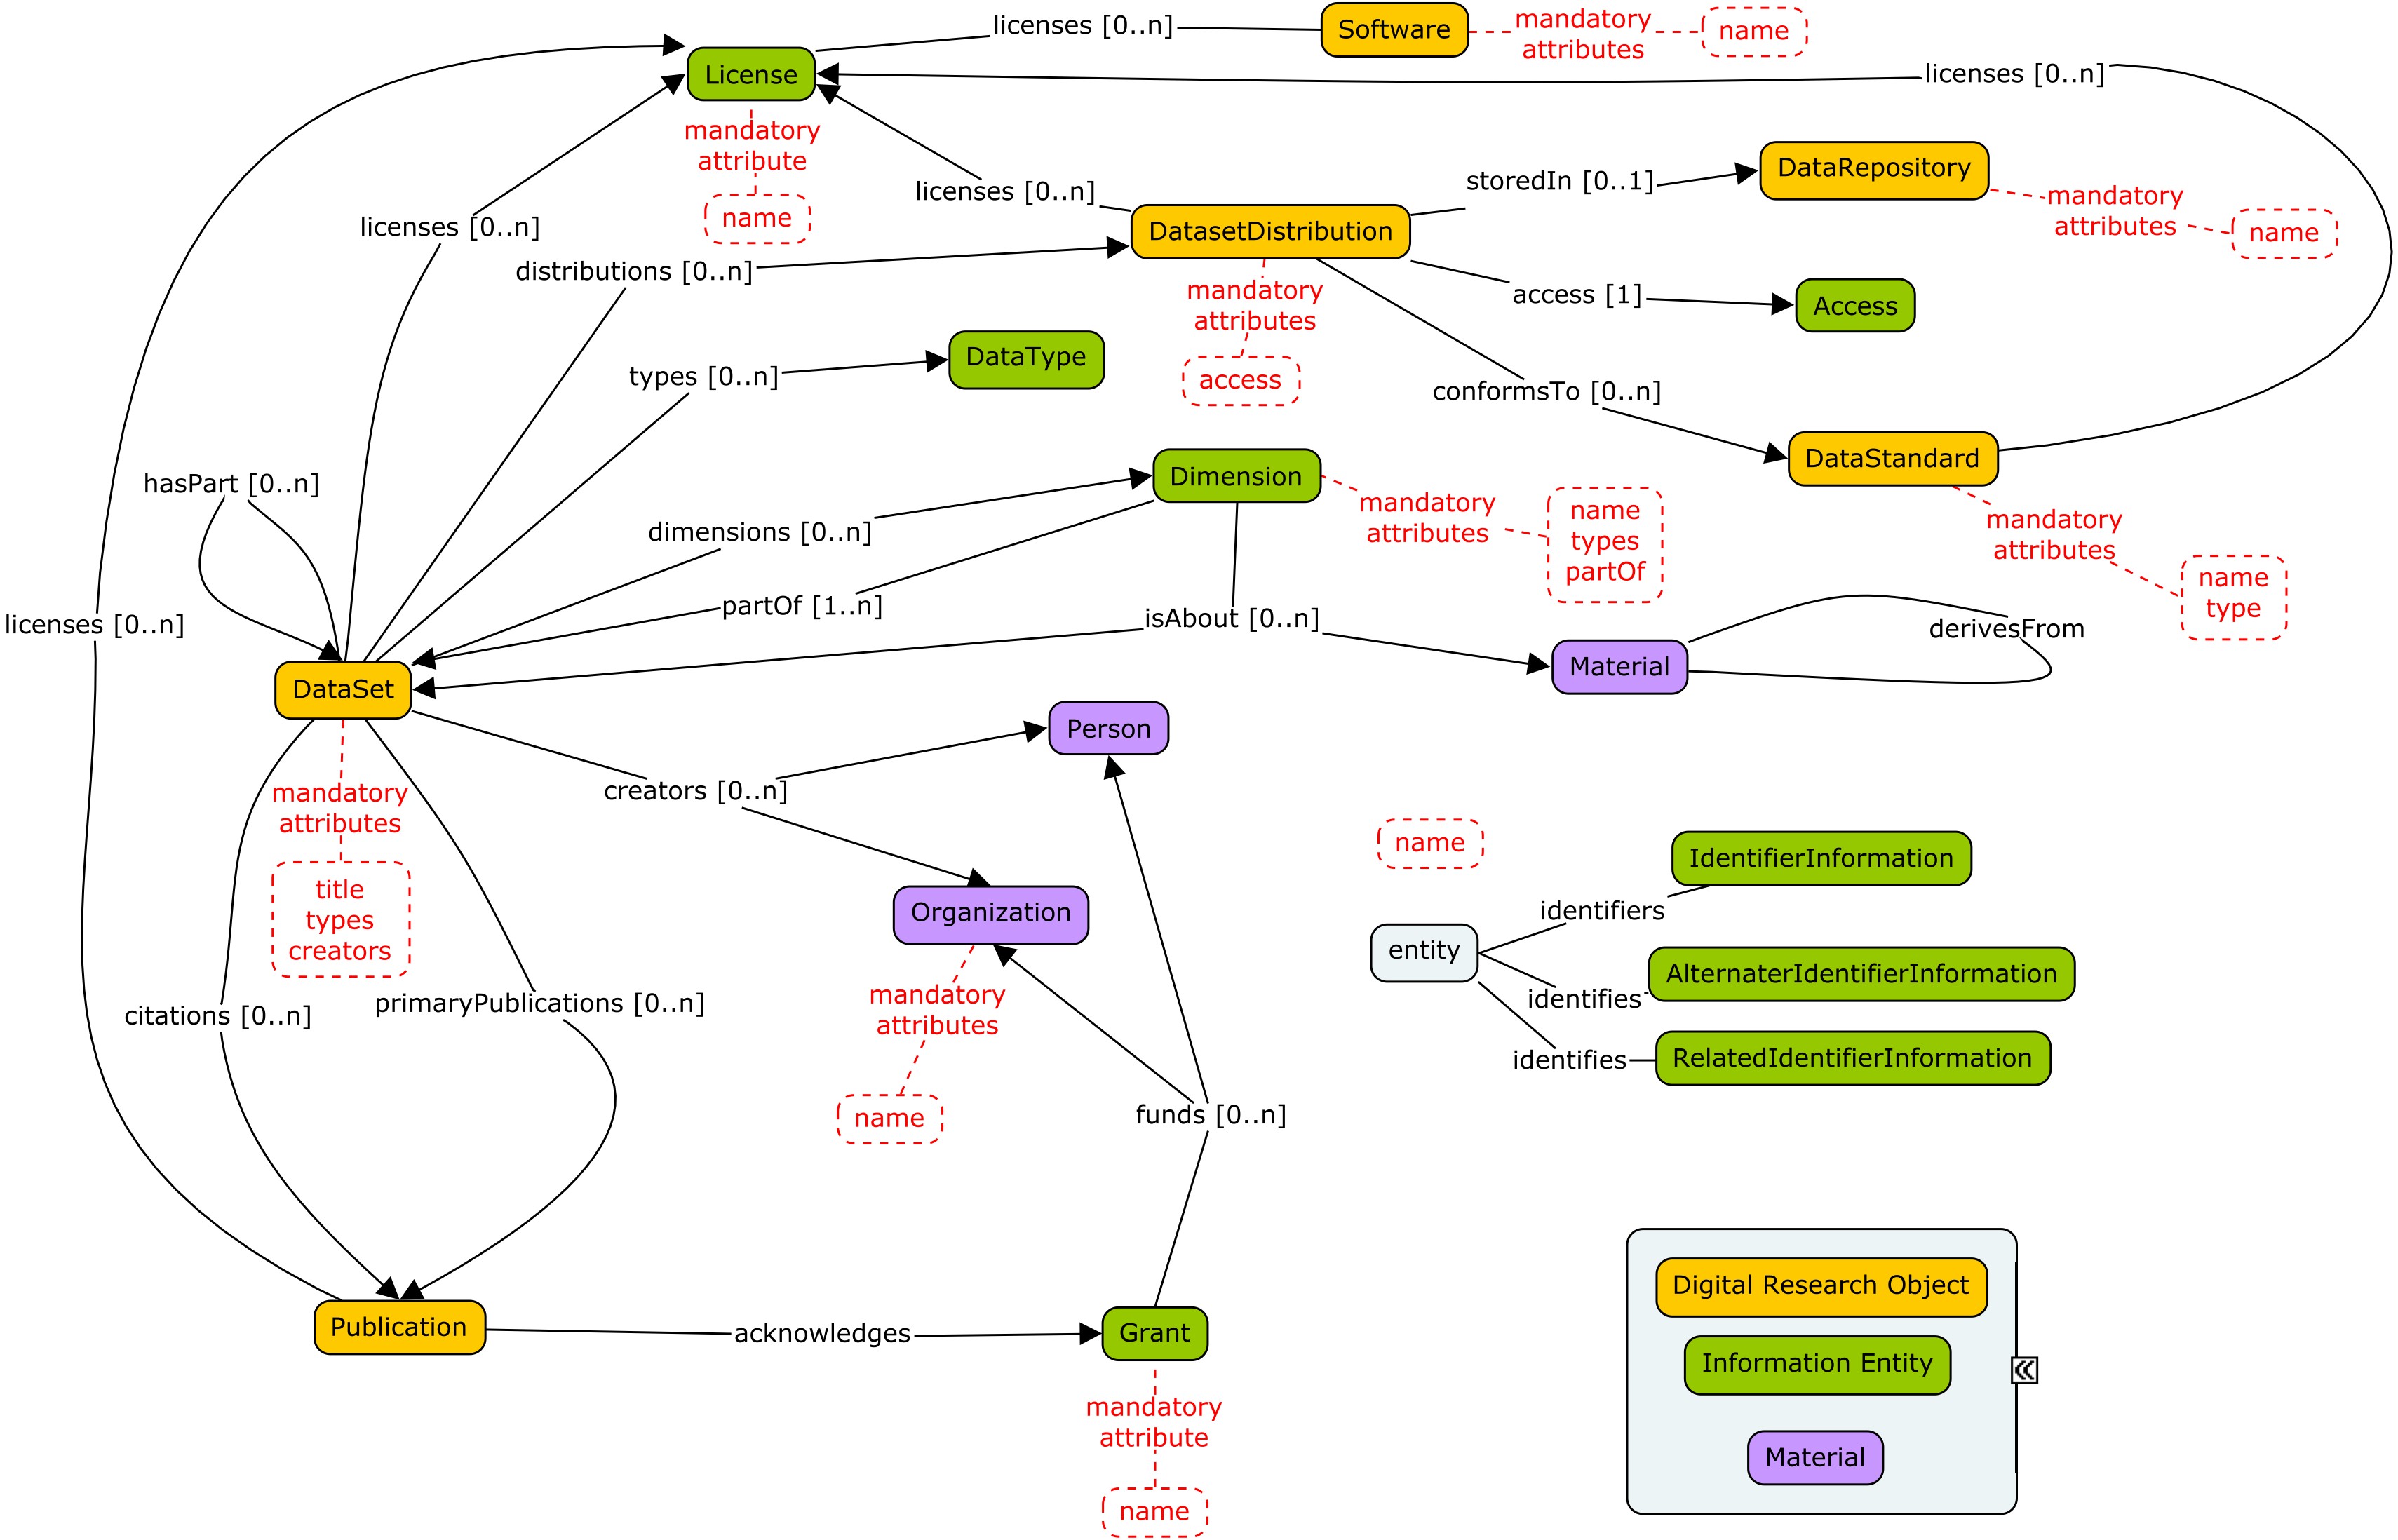 licenses [0..n]
Software
mandatory
attributes
name
License
licenses [0..n]
mandatory
attribute
name
licenses [0..n]
storedIn [0..1]
DataRepository
mandatory
attributes
name
licenses [0..n]
DatasetDistribution
distributions [0..n]
mandatory
attributes
access
access [1]
Access
types [0..n]
DataType
conformsTo [0..n]
DataStandard
mandatory
attributes
name
type
hasPart [0..n]
dimensions [0..n]
Dimension
mandatory
attributes
name
types
partOf
partOf [1..n]
isAbout [0..n]
Material
derivesFrom
licenses [0..n]
DataSet
mandatory
attributes
title
types
creators
creators [0..n]
Person
Organization
mandatory
attributes
name
citations [0..n]
primaryPublications [0..n]
funds [0..n]
name
entity
identifiers
IdentifierInformation
identifies
AlternaterIdentifierInformation
identifies
RelatedIdentifierInformation
Publication
acknowledges
Grant
mandatory
attribute
name
Digital Research Object
Information Entity
Material